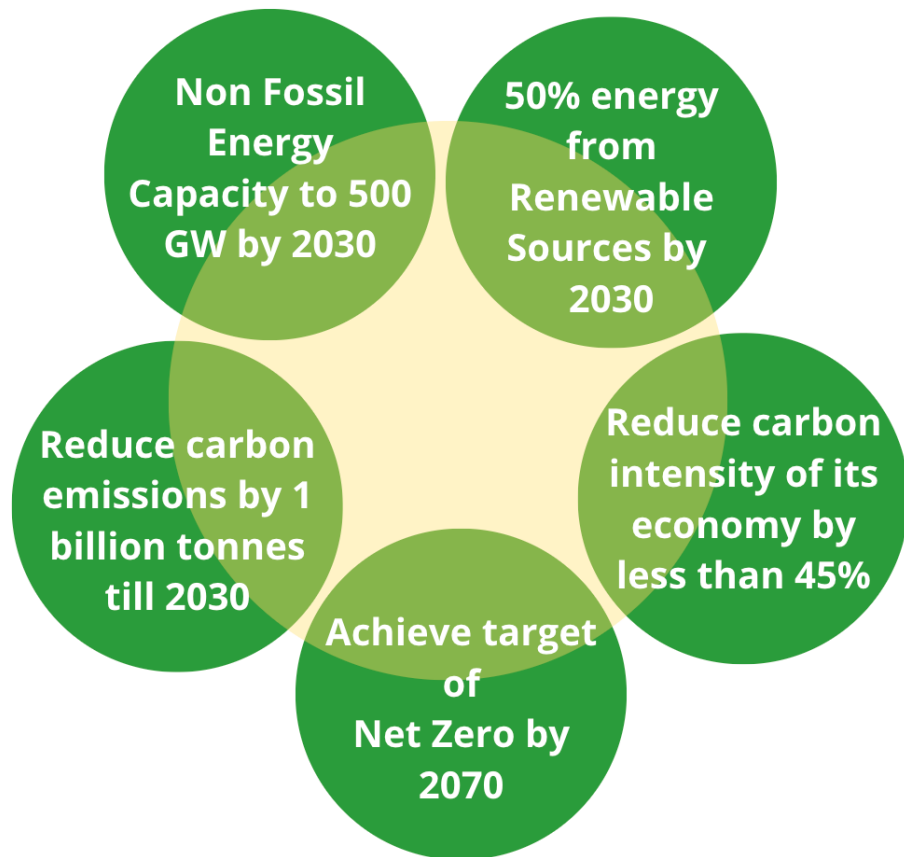 Non Fossil
Energy
Capacity to 500
GW by 2030
50% energy
from
Renewable
Sources by
2030
Reduce carbon
emissions by 1
billion tonnes
till 2030
Reduce carbon
intensity of its
economy by
less than 45%
Achieve target
of
Net Zero by
2070